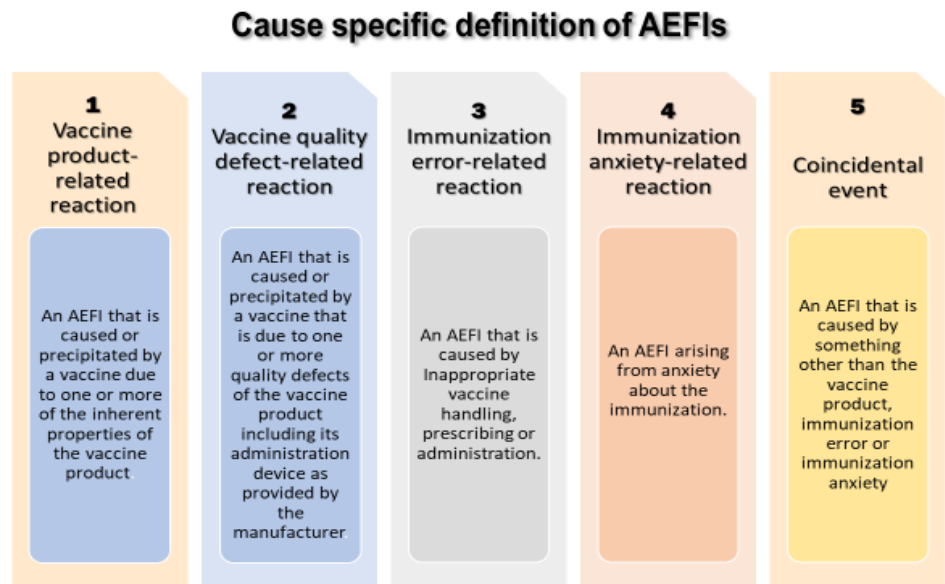 Cause specific definition of AEFIs
1
Vaccine
product-
related
reaction
An AEFI that is
caused or
precipitated by
a vaccine due
to one or more
of the inherent
properties of
the vaccine
product.
2
Vaccine quality
defect-related
reaction
An AEFI that is
caused or
precipitated by
a vaccine that
is due to one
or more
quality defects
of the vaccine
product
including its
administration
device as
provided by
the
manufacturer.
3
Immunization
error-related
reaction
An AEFI that is
caused by
Inappropriate
vaccine
handling,
prescribing or
administration.
4
Immunization
anxiety-related
reaction
An AEFI arising
from anxiety
about the
immunization.
5
Coincidental
event
An AEFI that is
caused by
something
other than the
vaccine
product,
immunization
error or
immunization
anxiety